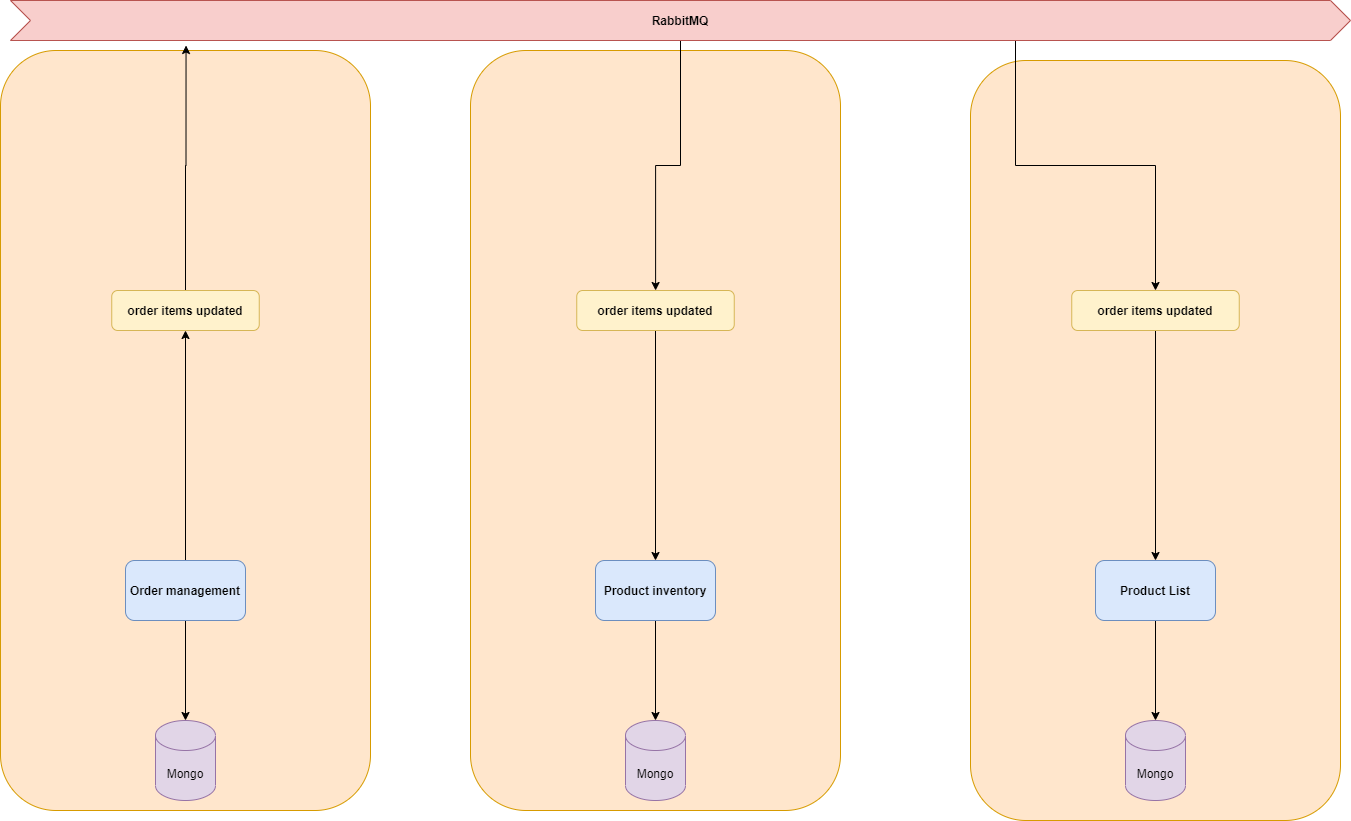 RabbitMQ
order items updated
order items updated
order items updated
Order management
Product inventory
Product List
Mongo
Mongo
Mongo